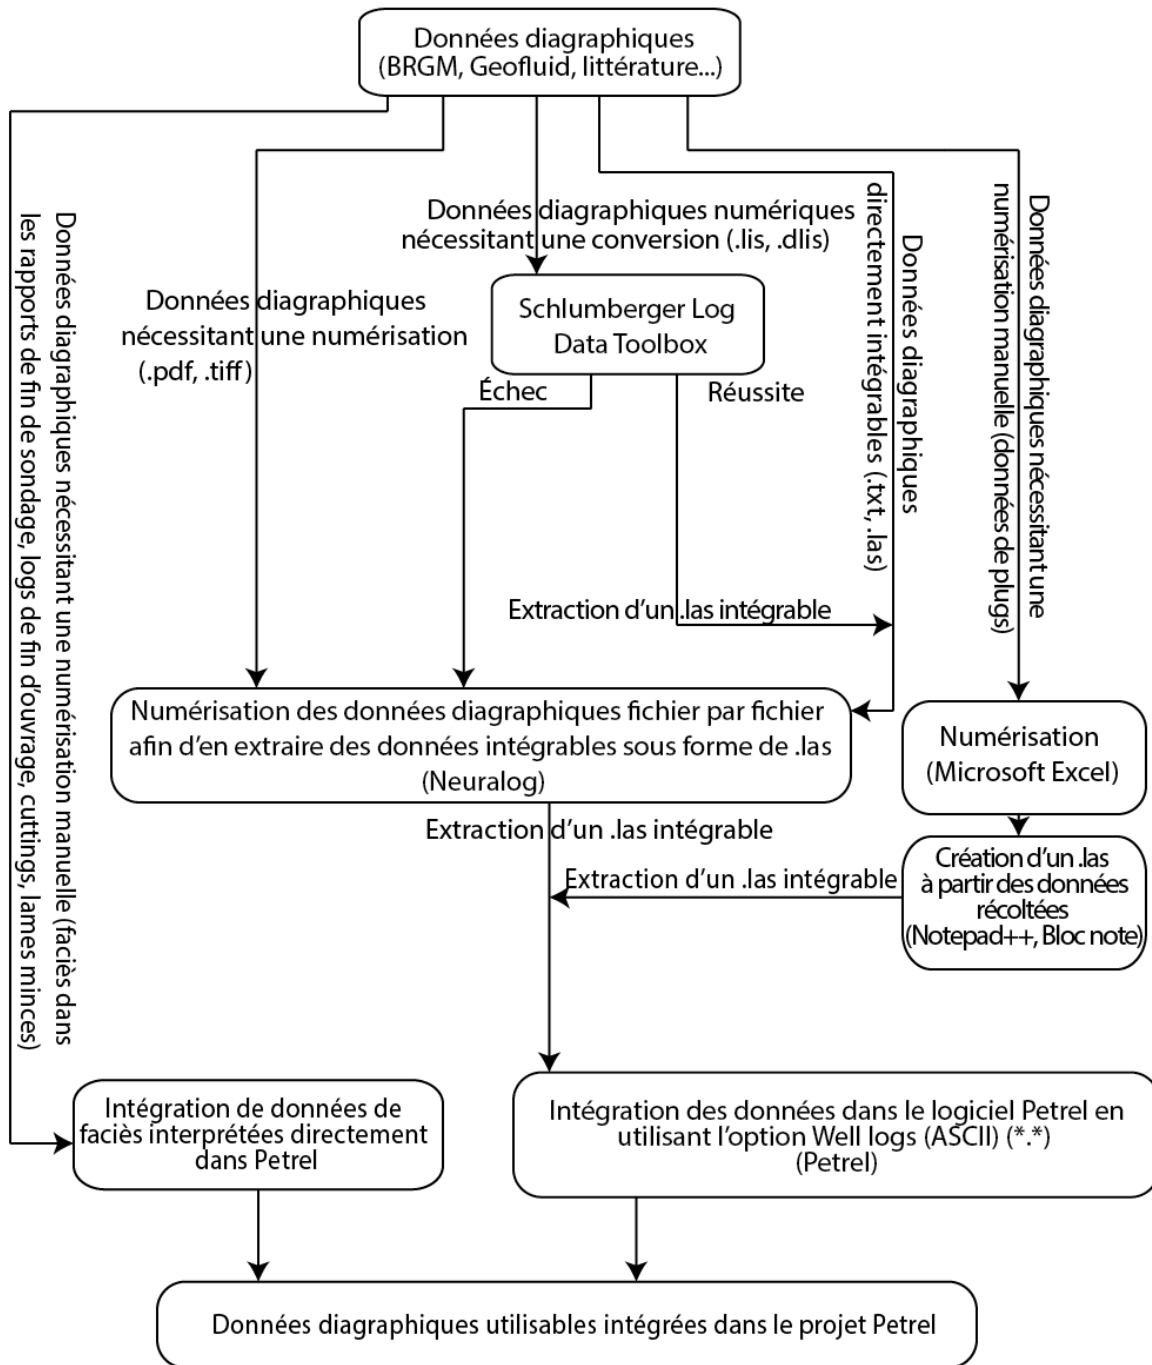 Données diagraphiques
(BRGM, Geofluid, littérature...)
Données diagraphiques nécessitant une numérisation manuelle (faciès dans
les rapports de fin de sondage, logs de fin d'ouvrage, cuttings, lames minces)
Données diagraphiques
nécessitant une numérisation
(.pdf, .tiff)
Données diagraphiques numériques
nécessitant une conversion (.lis, .dlis)
Schlumberger Log
Data Toolbox
Échec
Réussite
Données diagraphiques
directement intégrables (.txt, .las)
Données diagraphiques nécessitant une
numérisation manuelle (données de plugs)
Extraction d'un .las intégrable
Numérisation des données diagraphiques fichier par fichier
afin d'en extraire des données intégrables sous forme de .las
(Neuralog)
Numérisation
(Microsoft Excel)
Extraction d'un .las intégrable
Extraction d'un .las intégrable
Création d'un .las
à partir des données
récoltées
(Notepad++, Bloc note)
Intégration de données de
faciès interprétées directement
dans Petrel
Intégration des données dans le logiciel Petrel en
utilisant l'option Well logs (ASCII) (*.*)
(Petrel)
Données diagraphiques utilisables intégrées dans le projet Petrel